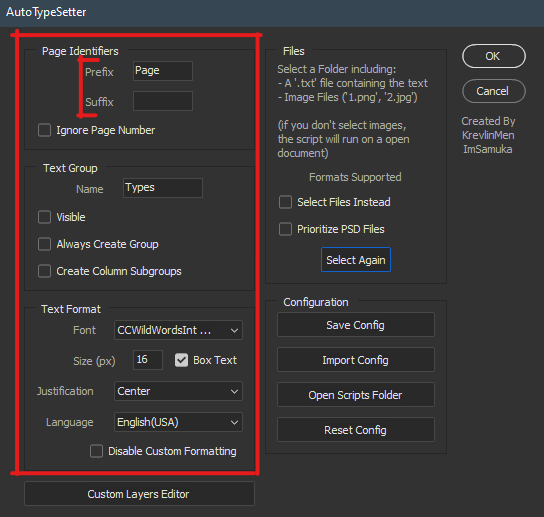 AutoTypeSetter
Page Identifiers
Prefix Page
Suffix
Ignore Page Number
Text Group
Name Types
Visible
Always Create Group
Create Column Subgroups
Text Format
Font CCWildWordsInt ...
Size (px) 16 Box Text
Justification Center
Language English(USA)
Disable Custom Formatting
Custom Layers Editor
Files
Select a Folder including:
- A '.txt' file containing the text
- Image Files ('1.png', '2.jpg')
(if you don't select images,
the script will run on a open
document)
Formats Supported
Select Files Instead
Prioritize PSD Files
Select Again
Configuration
Save Config
Import Config
Open Scripts Folder
Reset Config
OK
Cancel
Created By
KrevlinMen
ImSamuka